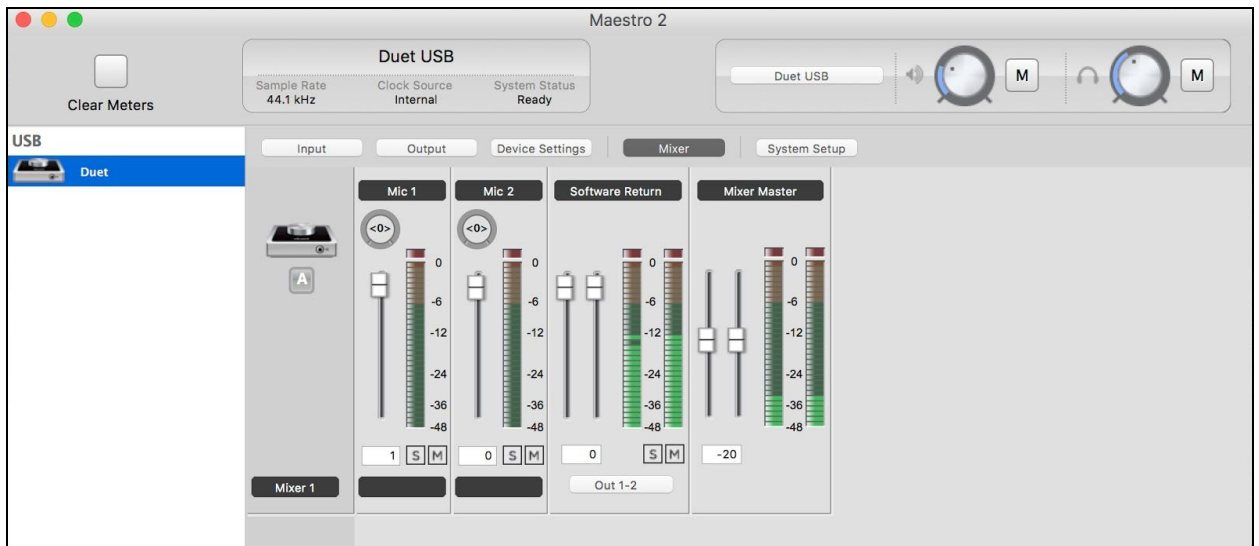 Maestro 2
Clear Meters
Duet USB
Sample Rate Clock Source System Status
44.1 kHz Internal Ready
Duet USB
M
M
USB
Duet
Input Output Device Settings Mixer System Setup
Mic 1 Mic 2 Software Return Mixer Master
<0> <0>
A
0 0 0 0
-6 -6 -6 -6
-12 -12 -12 -12
-24 -24 -24 -24
-36 -36 -36 -36
-48 -48 -48 -48
1 S M 0 S M 0 S M -20
Mixer 1 Out 1-2